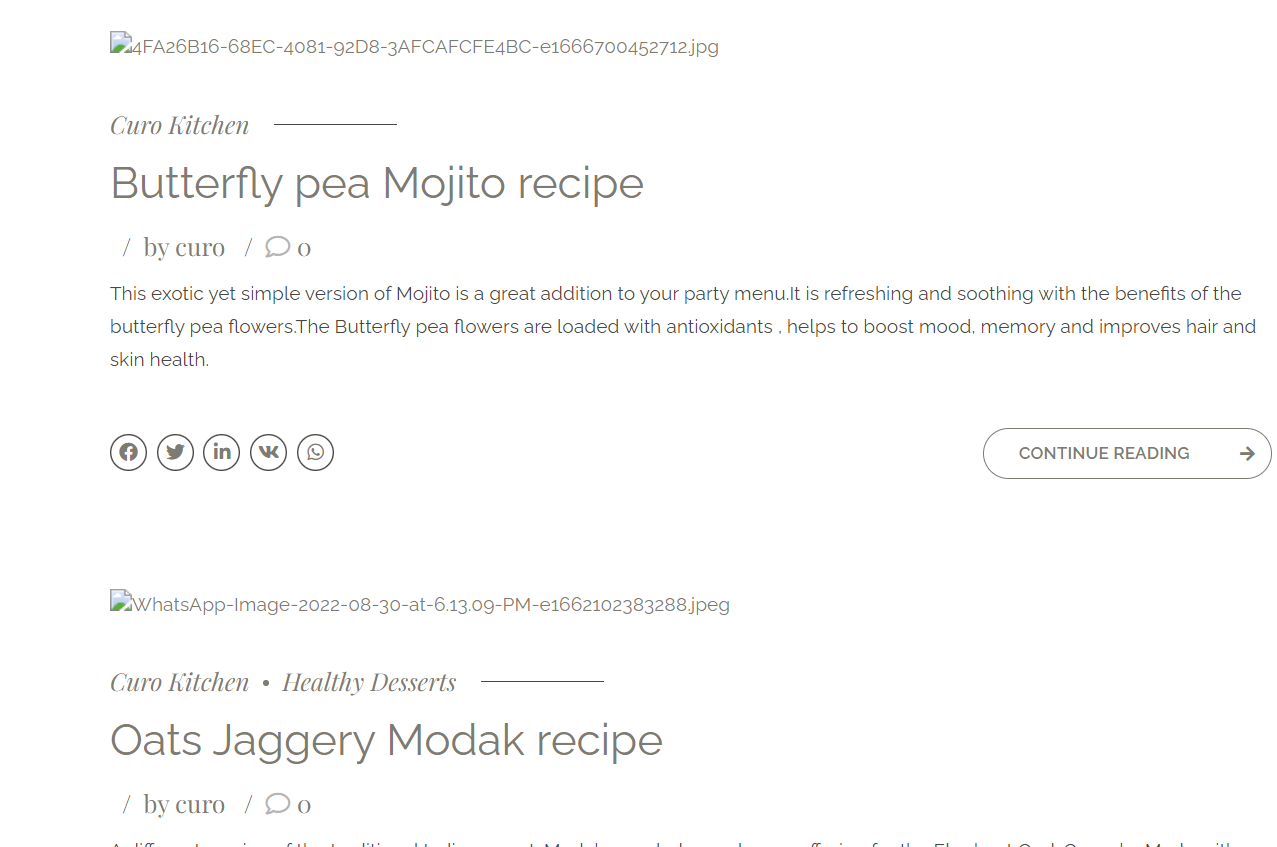 4FA26B16-68EC-4081-92D8-3AFCAFCFE4BC-e1666700452712.jpg
Curo Kitchen
Butterfly pea Mojito recipe
/ by curo / 0
This exotic yet simple version of Mojito is a great addition to your party menu.It is refreshing and soothing with the benefits of the
butterfly pea flowers.The Butterfly pea flowers are loaded with antioxidants , helps to boost mood, memory and improves hair and
skin health.
CONTINUE READING
WhatsApp-Image-2022-08-30-at-6.13.09-PM-e1662102383288.jpeg
Curo Kitchen • Healthy Desserts
Oats Jaggery Modak recipe
/ by curo / 0